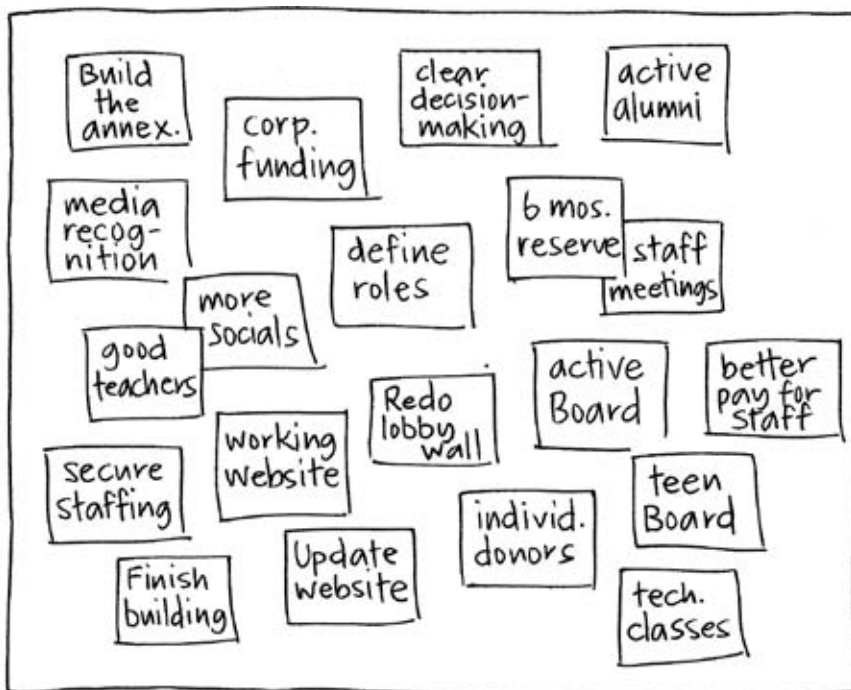 Build
the
annex.
corp.
funding
clear
decision-
making
active
alumni
media
recog-
nition
define
roles
6 mos.
reserve
staff
meetings
more
socials
good
teachers
Redo
lobby
wall
active
Board
better
pay for
staff
secure
staffing
working
website
individ.
donors
teen
Board
Finish
building
Update
website
tech.
classes